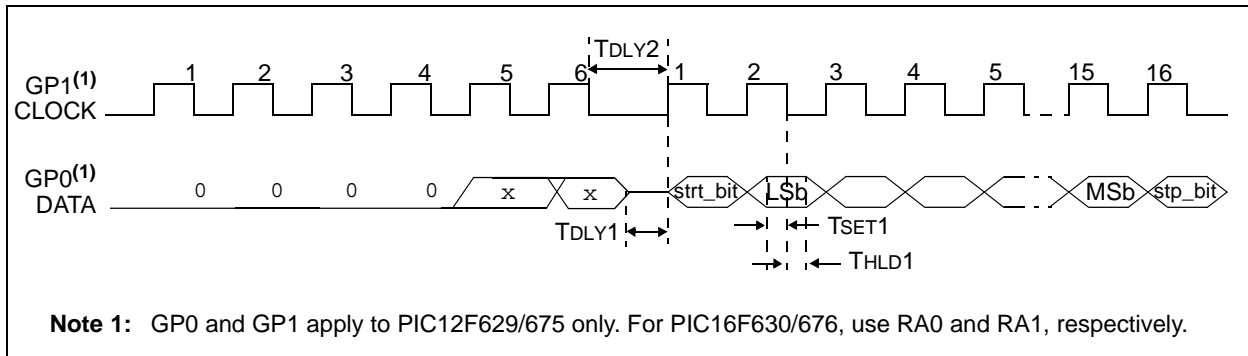 TDLY2
1 2 3 4 5 6 1 2 3 4 5 15 16
GP1(1)
CLOCK
GP0(1)
DATA
0 0 0 0 x x strt_bit LSb MSb stp_bit
TDLY1
TSET1
THLD1
Note 1: GP0 and GP1 apply to PIC12F629/675 only. For PIC16F630/676, use RA0 and RA1, respectively.